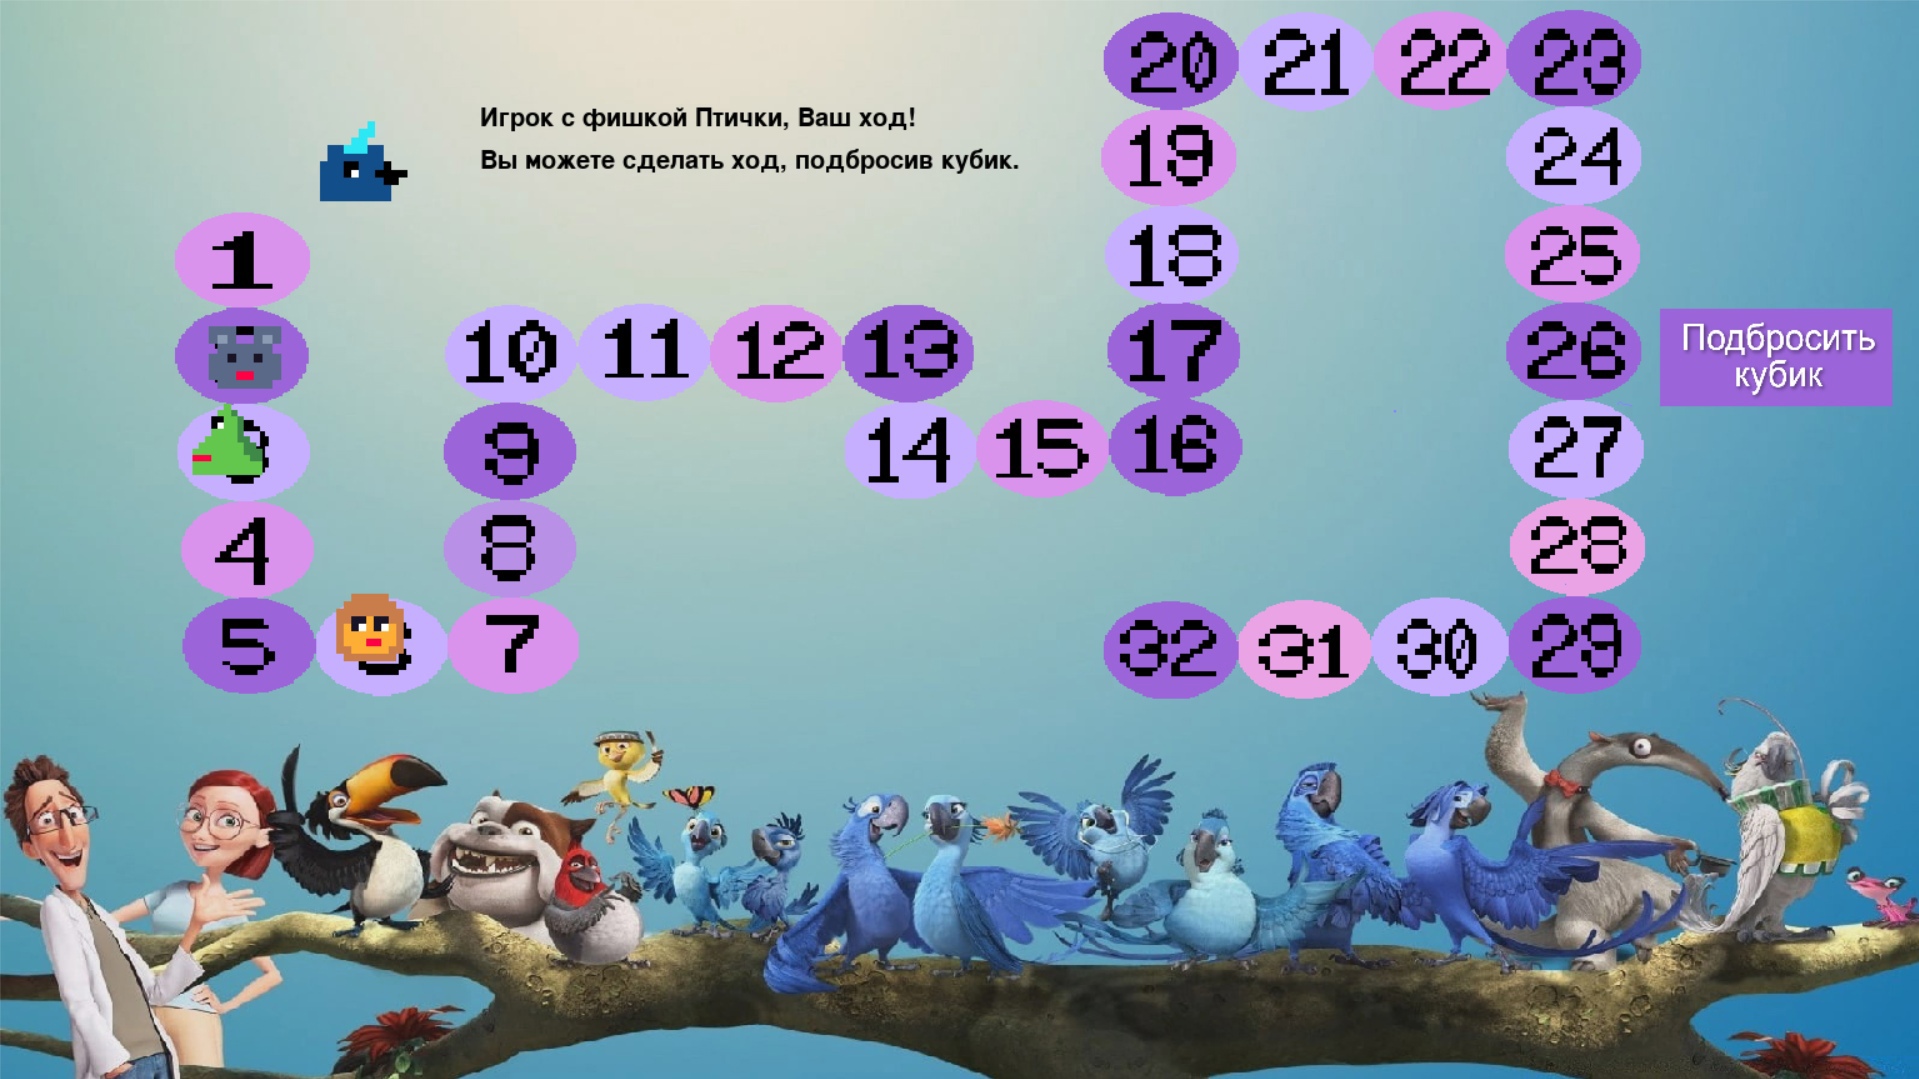 20 21 22 23
Игрок с фишкой Птички, Ваш ход!
Вы можете сделать ход, подбросив кубик.
19 24
1 18 25
10 11 12 13 17 26
Подбросить
кубик
9 14 15 16 27
4 8 28
5 7 32 31 30 29